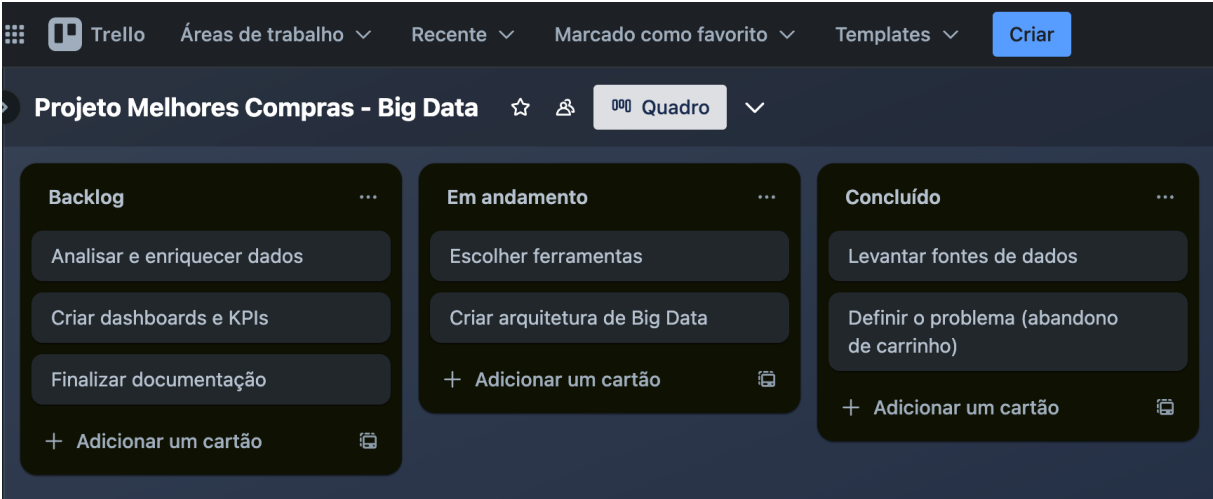 Trello Áreas de trabalho Recente Marcado como favorito Templates Criar
Projeto Melhores Compras - Big Data Quadro
Backlog
Analisar e enriquecer dados
Criar dashboards e KPIs
Finalizar documentação
Adicionar um cartão
Em andamento
Escolher ferramentas
Criar arquitetura de Big Data
Adicionar um cartão
Concluído
Levantar fontes de dados
Definir o problema (abandono
de carrinho)
Adicionar um cartão